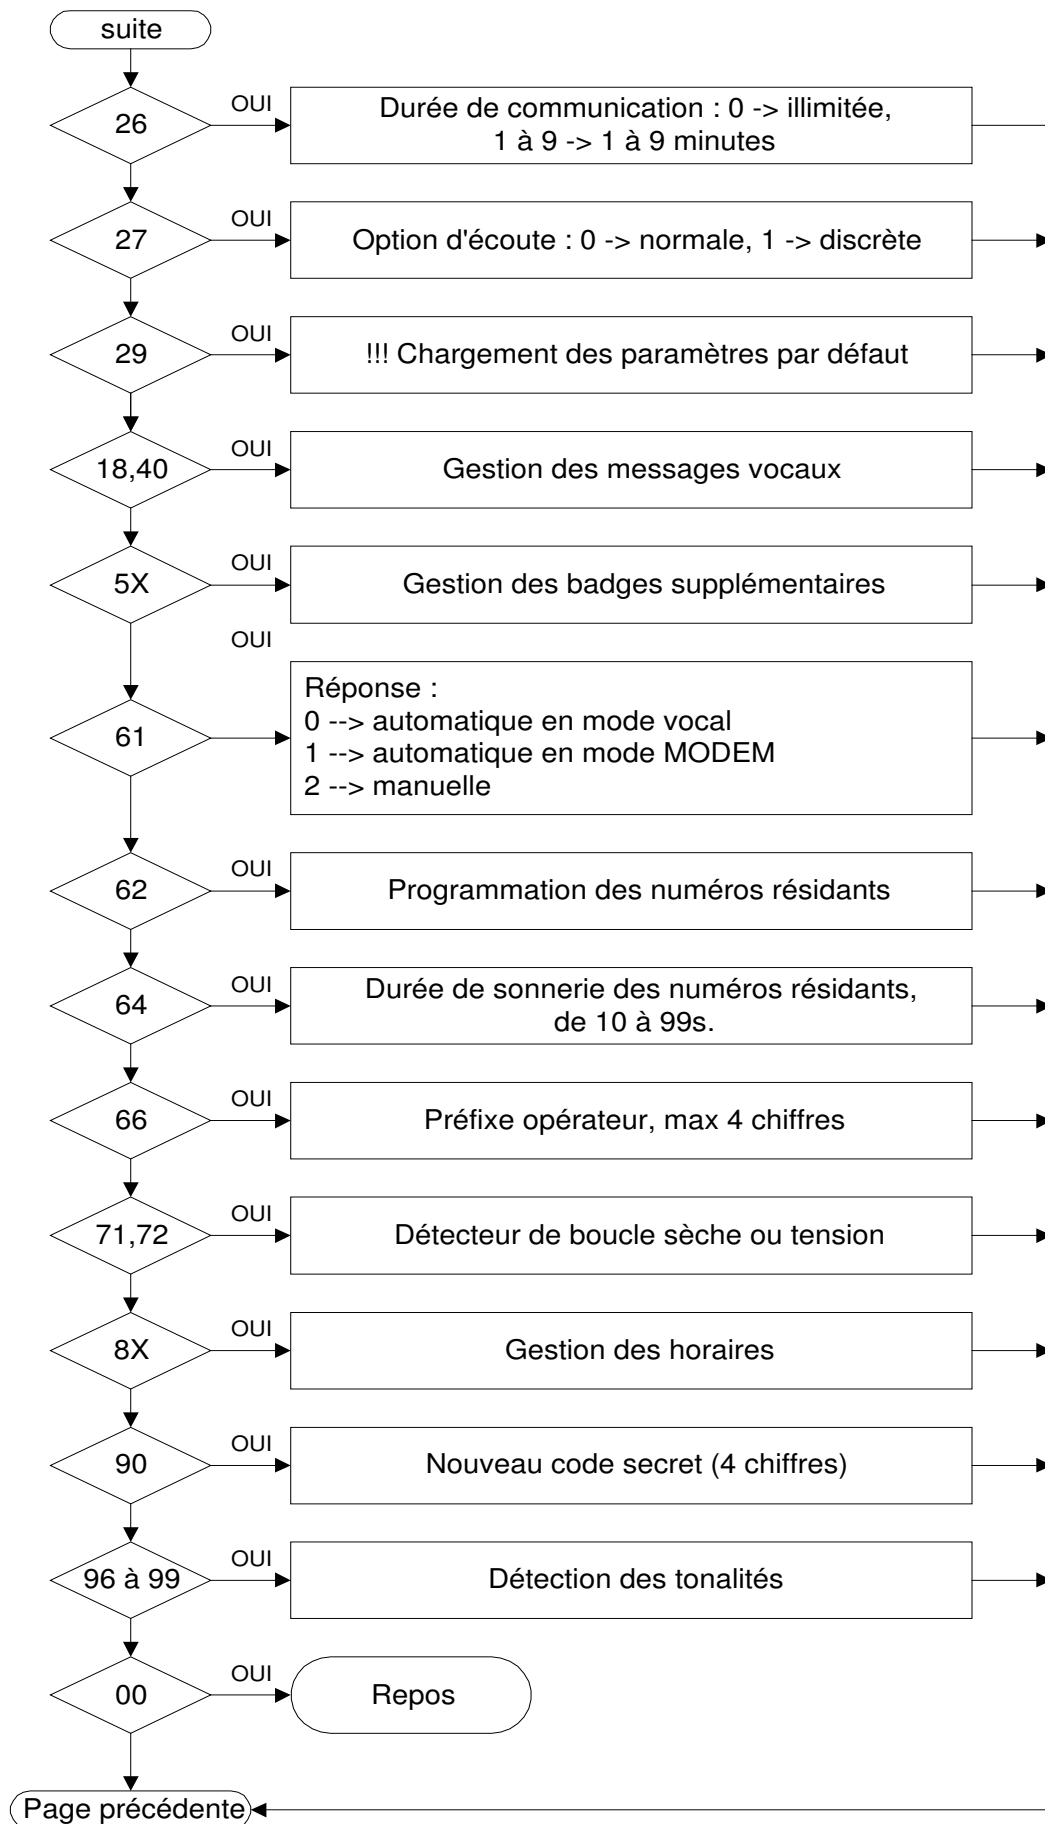 suite
26
OUI
Durée de communication : 0 -> illimitée,
1 à 9 -> 1 à 9 minutes
27
OUI
Option d'écoute : 0 -> normale, 1 -> discrète
29
OUI
!!! Chargement des paramètres par défaut
18,40
OUI
Gestion des messages vocaux
5X
OUI
Gestion des badges supplémentaires
OUI
61
Réponse :
0 --> automatique en mode vocal
1 --> automatique en mode MODEM
2 --> manuelle
62
OUI
Programmation des numéros résidants
64
OUI
Durée de sonnerie des numéros résidants,
de 10 à 99s.
66
OUI
Préfixe opérateur, max 4 chiffres
71,72
OUI
Détecteur de boucle sèche ou tension
8X
OUI
Gestion des horaires
90
OUI
Nouveau code secret (4 chiffres)
96 à 99
OUI
Détection des tonalités
00
OUI
Repos
Page précédente